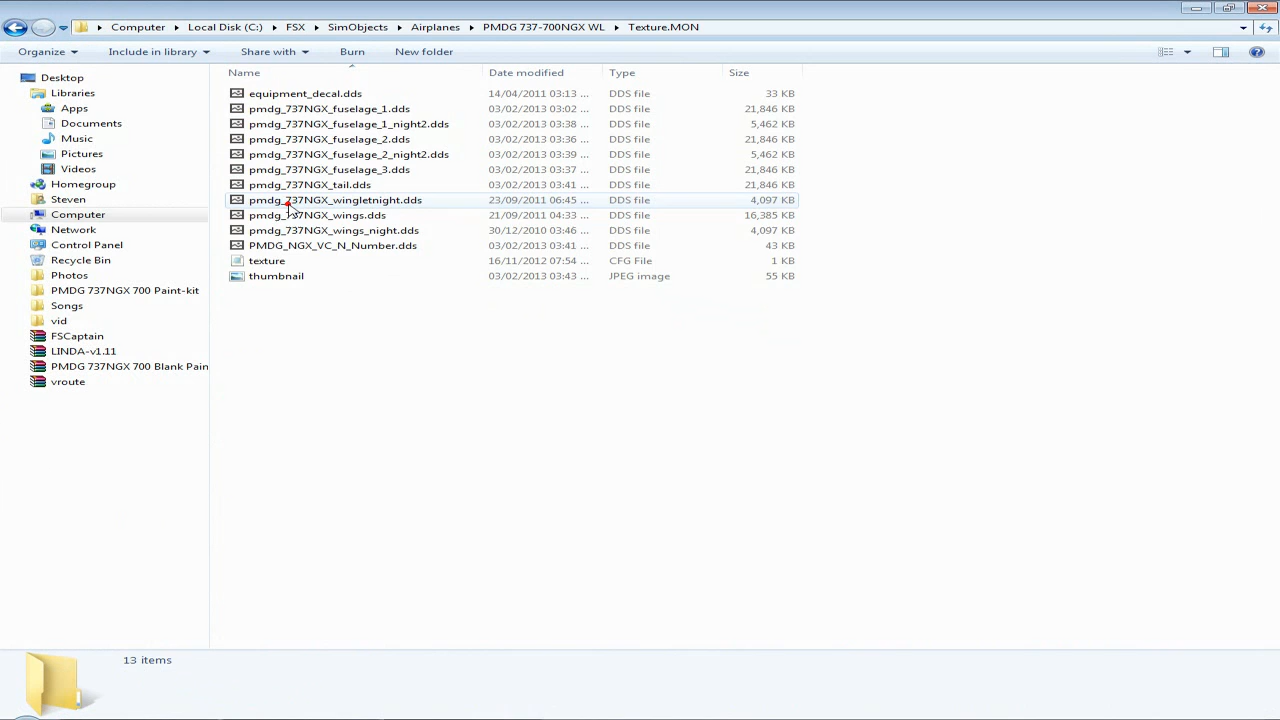 Computer Local Disk (C:) FSX SimObjects Airplanes PMDG 737-700NGX WL Texture.MON
Organize Include in library Share with Burn New folder
Name Date modified Type Size
Desktop
Libraries
Apps
Documents
Music
Pictures
Videos
Homegroup
Steven
Computer
Network
Control Panel
Recycle Bin
Photos
PMDG 737NGX 700 Paint-kit
Songs
vid
FSCaptain
LINDA-v1.11
PMDG 737NGX 700 Blank Pain
vroute
equipment_decal.dds 14/04/2011 03:13 ... DDS file 33 KB
pmdg_737NGX_fuselage_1.dds 03/02/2013 03:02 ... DDS file 21,846 KB
pmdg_737NGX_fuselage_1_night2.dds 03/02/2013 03:38 ... DDS file 5,462 KB
pmdg_737NGX_fuselage_2.dds 03/02/2013 03:36 ... DDS file 21,846 KB
pmdg_737NGX_fuselage_2_night2.dds 03/02/2013 03:39 ... DDS file 5,462 KB
pmdg_737NGX_fuselage_3.dds 03/02/2013 03:37 ... DDS file 21,846 KB
pmdg_737NGX_tail.dds 03/02/2013 03:41 ... DDS file 21,846 KB
pmdg_737NGX_wingletnight.dds 23/09/2011 06:45 ... DDS file 4,097 KB
pmdg_737NGX_wings.dds 21/09/2011 04:33 ... DDS file 16,385 KB
pmdg_737NGX_wings_night.dds 30/12/2010 03:46 ... DDS file 4,097 KB
PMDG_NGX_VC_N_Number.dds 03/02/2013 03:41 ... DDS file 43 KB
texture 16/11/2012 07:54 ... CFG File 1 KB
thumbnail 03/02/2013 03:43 ... JPEG image 55 KB
13 items